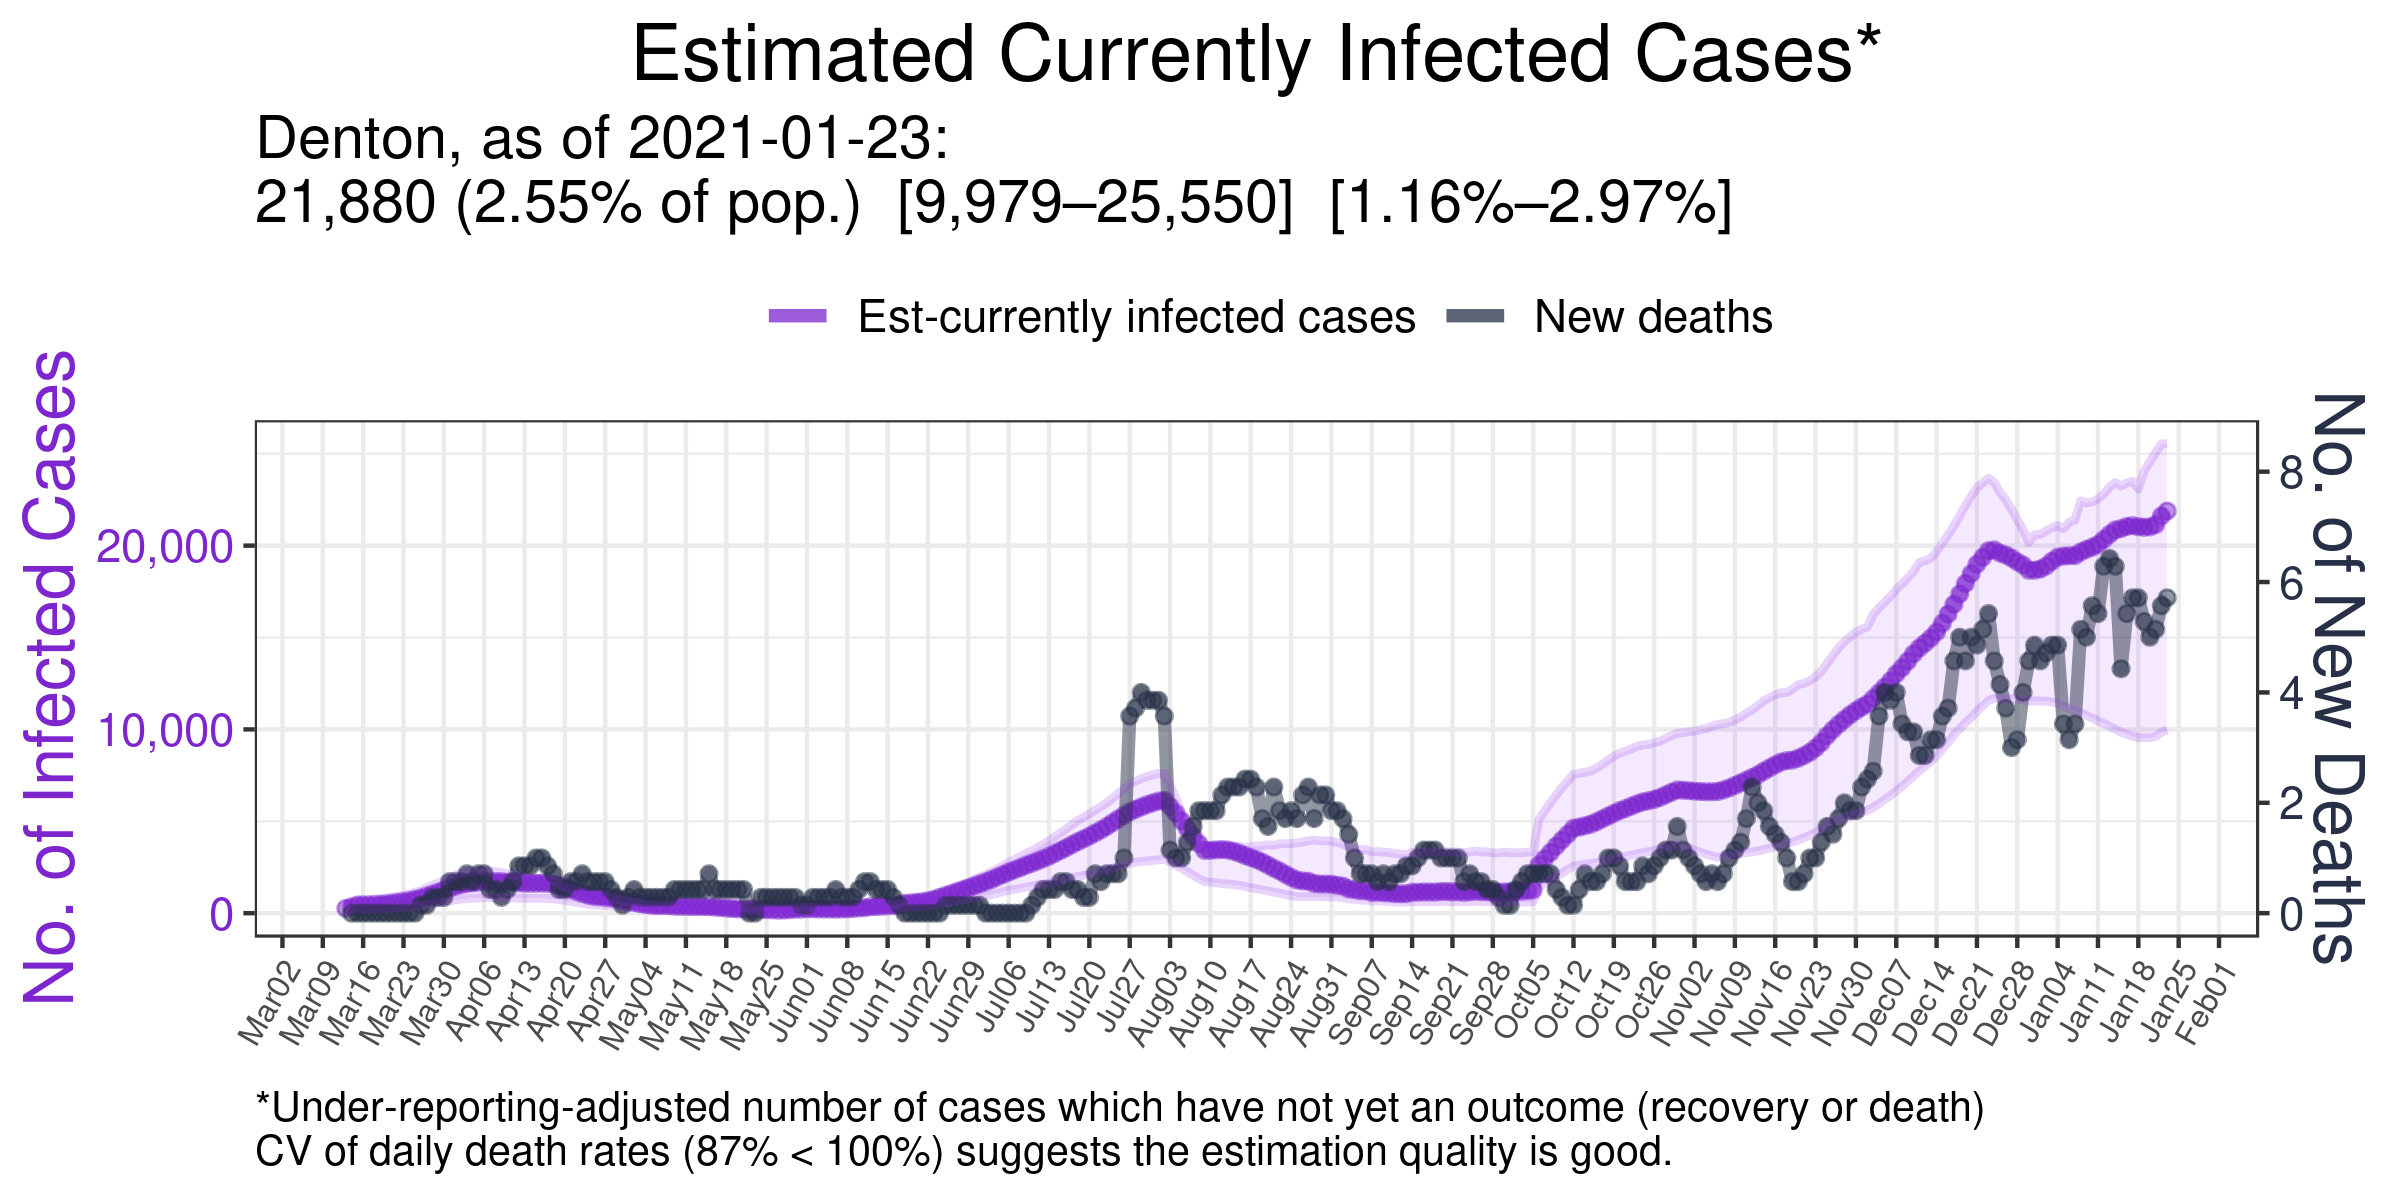 Estimated Currently Infected Cases*
Denton, as of 2021-01-23:
21,880 (2.55% of pop.) [9,979–25,550] [1.16%–2.97%]
Est-currently infected cases New deaths
No. of Infected Cases
20,000
10,000
0
8
6
4
2
0
No. of New Deaths
Mar02 Mar09 Mar16 Mar23 Mar30 Apr06 Apr13 Apr20 Apr27 May04 May11 May18 May25 Jun01 Jun08 Jun15 Jun22 Jun29 Jul06 Jul13 Jul20 Jul27 Aug03 Aug10 Aug17 Aug24 Aug31 Sep07 Sep14 Sep21 Sep28 Oct05 Oct12 Oct19 Oct26 Nov02 Nov09 Nov16 Nov23 Nov30 Dec07 Dec14 Dec21 Dec28 Jan04 Jan11 Jan18 Jan25 Feb01
*Under-reporting-adjusted number of cases which have not yet an outcome (recovery or death)
CV of daily death rates (87% < 100%) suggests the estimation quality is good.